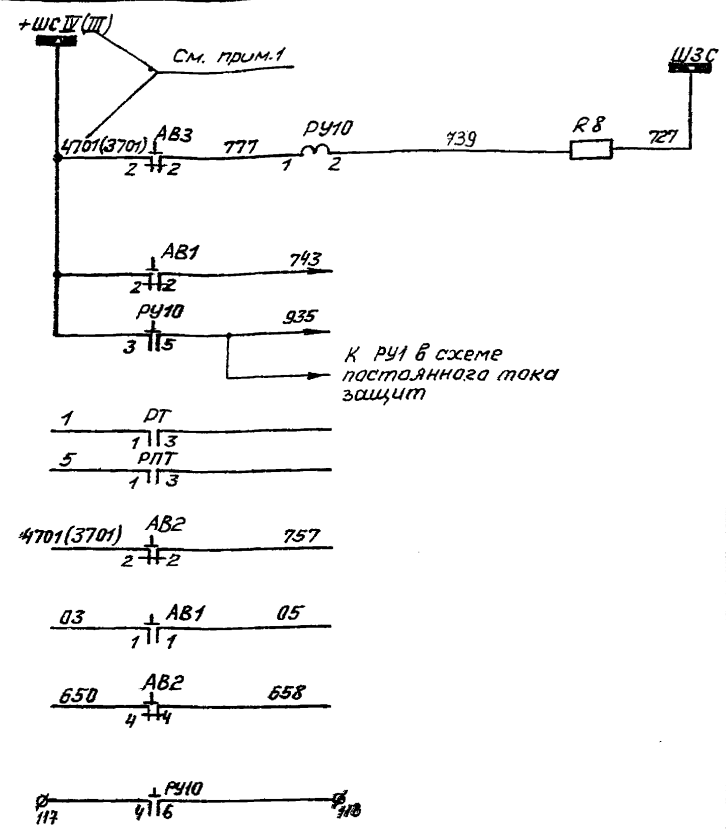 +ШС IV (III)
ШЗС
См. прим. 1
4701(3701) АВ3 777 РУ10 739 R8 727
2 2 1 2
АВ1 743
2 2
РУ10 935
3 5
К РУ1 в схеме
постоянного тока
защит
1 РТ
1 3
5 РПТ
1 3
4701(3701) АВ2 757
2 2
03 АВ1 05
1 1
650 АВ2 658
4 4
РУ10
117 4 6 118